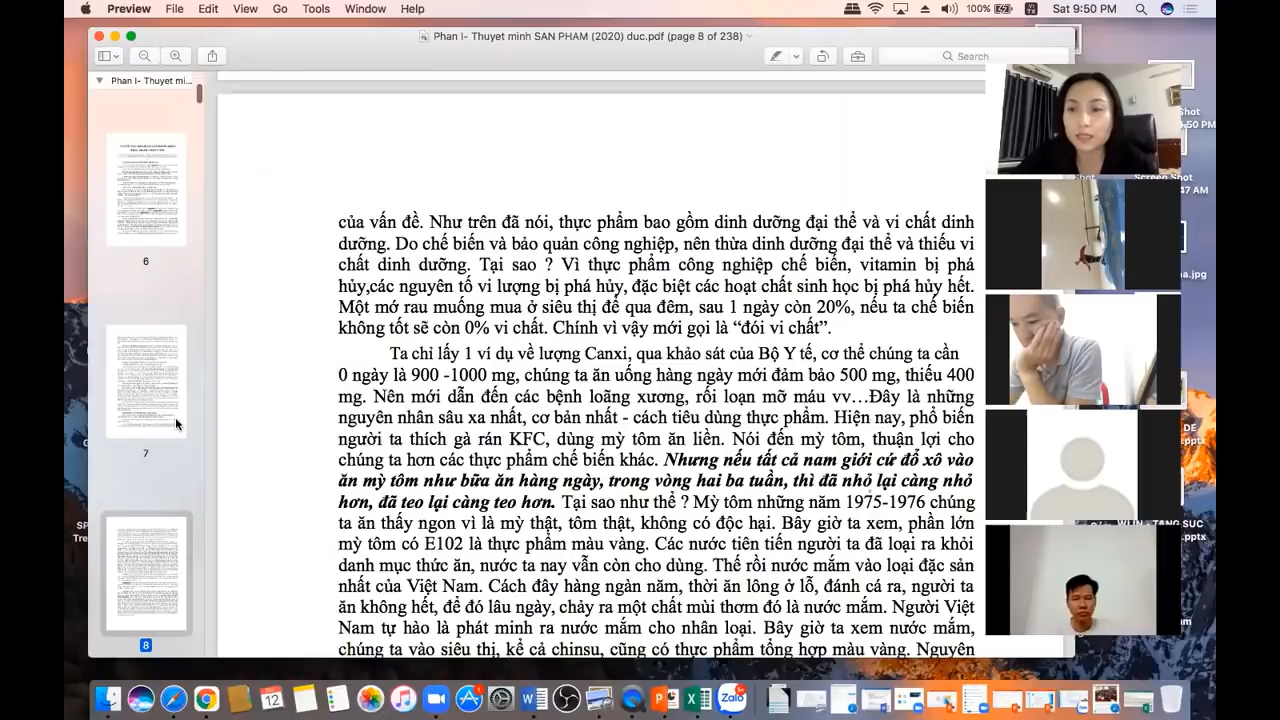 Preview File Edit View Go Tools Window Help
100%
Sat 9:50 PM
Phan I- Thuyet minh SAN PHAM (2020) duc.pdf (page 8 of 238)
Search
Phan I- Thuyet mi...
6
7
8
của vấn đề. Như trên đã nói, thực phẩm bao gồm dinh dưỡng đại thể và vi chất dinh
dưỡng. Do chế biến và bảo quản công nghiệp, nên thừa dinh dưỡng đại thể và thiếu vi
chất dinh dưỡng. Tại sao ? Vì thực phẩm công nghiệp chế biến, vitamin bị phá
hủy,các nguyên tố vi lượng bị phá hủy, đặc biệt các hoạt chất sinh học bị phá hủy hết.
Một mớ rau muống mua ở siêu thị để qua đêm, sau 1 ngày còn 20%, nếu ta chế biến
không tốt sẽ còn 0% vi chất. Chính vì vậy mới gọi là “đói vi chất”.
Ta chỉ lấy 1 ví dụ về lượng Canxi, qua khảo sát của Bộ Y tế, cơ thể chúng ta cần
0 ngày là 900 -1000 mg, chúng ta ăn uống hàng ngày mới đảm bảo 500 mg, thiếu 400
mg. Nên mới dẫn đến các bệnh loãng xương, rối loạn mỡ máu vv…Đây là những
nguyên nhân sâu xa nhất, cơ bản nhất - cách tiêu dùng thực phẩm. Hiện nay, phổ biến
người ta thích gà rán KFC, dùng mỳ tôm ăn liền. Nói đến mỳ tôm, thuận lợi cho
chúng ta hơn các thực phẩm chế biến khác. Nhưng nếu tất cả nam giới cứ đổ xô vào
ăn mỳ tôm như bữa ăn hàng ngày, trong vòng hai ba tuần, thì đã nhỏ lại càng nhỏ
hơn, đã teo lại càng teo hơn. Tại sao như thế ? Mỳ tôm những năm 1975-1976 chúng
ta ăn thấy ngon vì là mỳ thật, tôm thật, không có độc hại. Bây giờ ta xem, phần lớn
mỳ tôm có E102 là thực phẩm màu vàng. Các nước tiên tiến người ta đã loại ra khỏi
danh mục thức ăn, nước ta nay vẫn còn cho dùng. Thế rồi nước mắm vào loại đặc sản
nhất của Việt Nam. Cách đây hàng ngàn năm, thời ăn lông ở lỗ, đánh cá ra, người ta
ăn không hết, để đó lâu ngày, chảy ra một chất mùi thơm đó là nước mắm. Người Việt
Nam tự hào là phát minh ra nước mắm cho nhân loại. Bây giờ ta xem nước mắm,
chúng ta vào siêu thị, kể cả chinsu, cũng có thực phẩm tổng hợp màu vàng. Nguyên
Shot
Screen Shot
Zalo